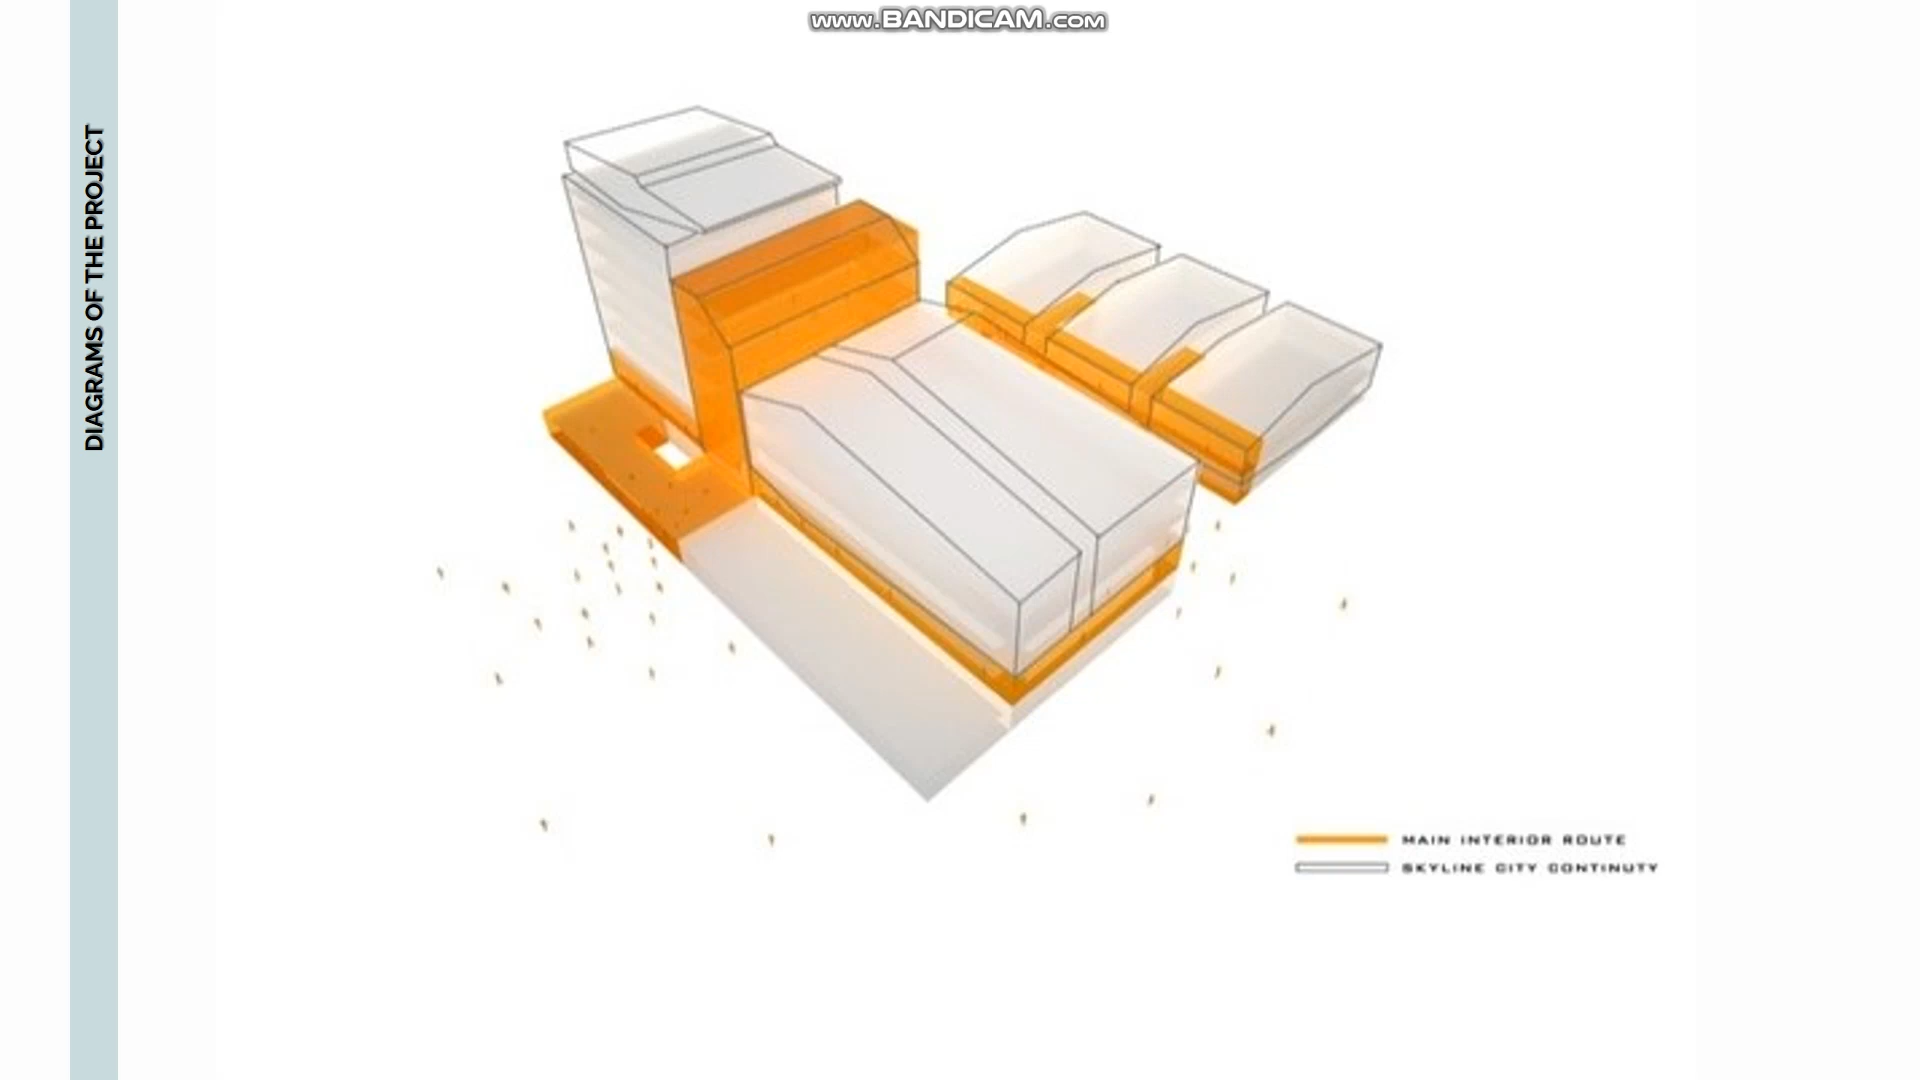 www.BANDICAM.com
DIAGRAMS OF THE PROJECT
MAIN INTERIOR ROUTE
SKYLINE CITY CONTINUTY